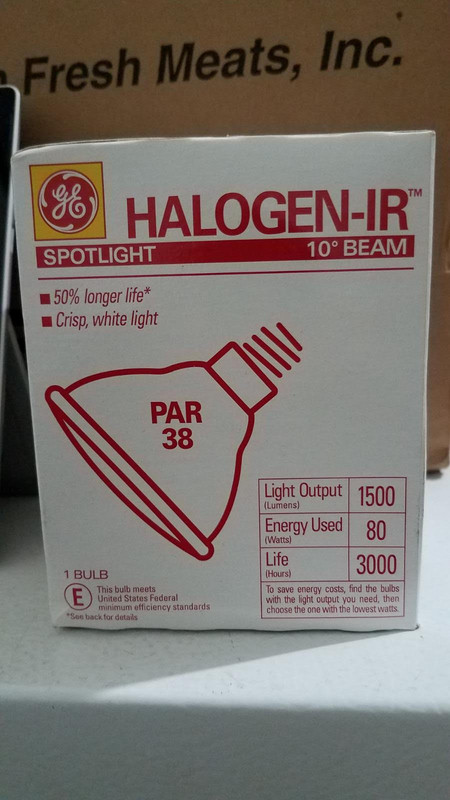 Fresh Meats, Inc.
GE
HALOGEN-IR™
SPOTLIGHT 10° BEAM
■ 50% longer life*
■ Crisp, white light
PAR
38
Light Output 1500
(Lumens)
Energy Used 80
(Watts)
Life 3000
(Hours)
To save energy costs, find the bulbs
with the light output you need, then
choose the one with the lowest watts.
1 BULB
E
This bulb meets
United States Federal
minimum efficiency standards
*See back for details